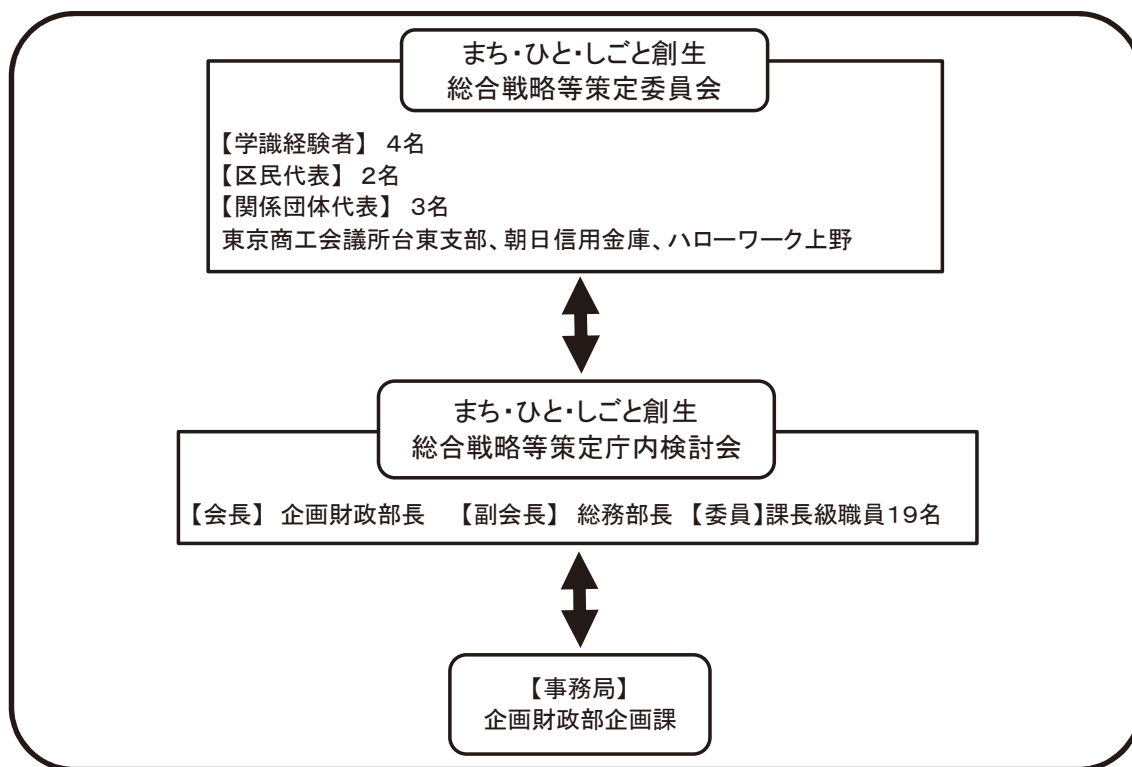 まち・ひと・しごと創生
総合戦略等策定委員会
【学識経験者】 4名
【区民代表】 2名
【関係団体代表】 3名
東京商工会議所台東支部、朝日信用金庫、ハローワーク上野
まち・ひと・しごと創生
総合戦略等策定庁内検討会
【会長】 企画財政部長 【副会長】 総務部長 【委員】課長級職員19名
【事務局】
企画財政部企画課